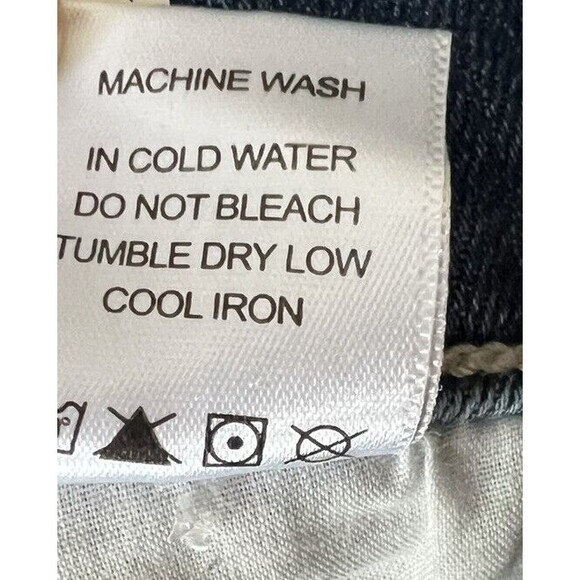 MACHINE WASH
IN COLD WATER
DO NOT BLEACH
TUMBLE DRY LOW
COOL IRON